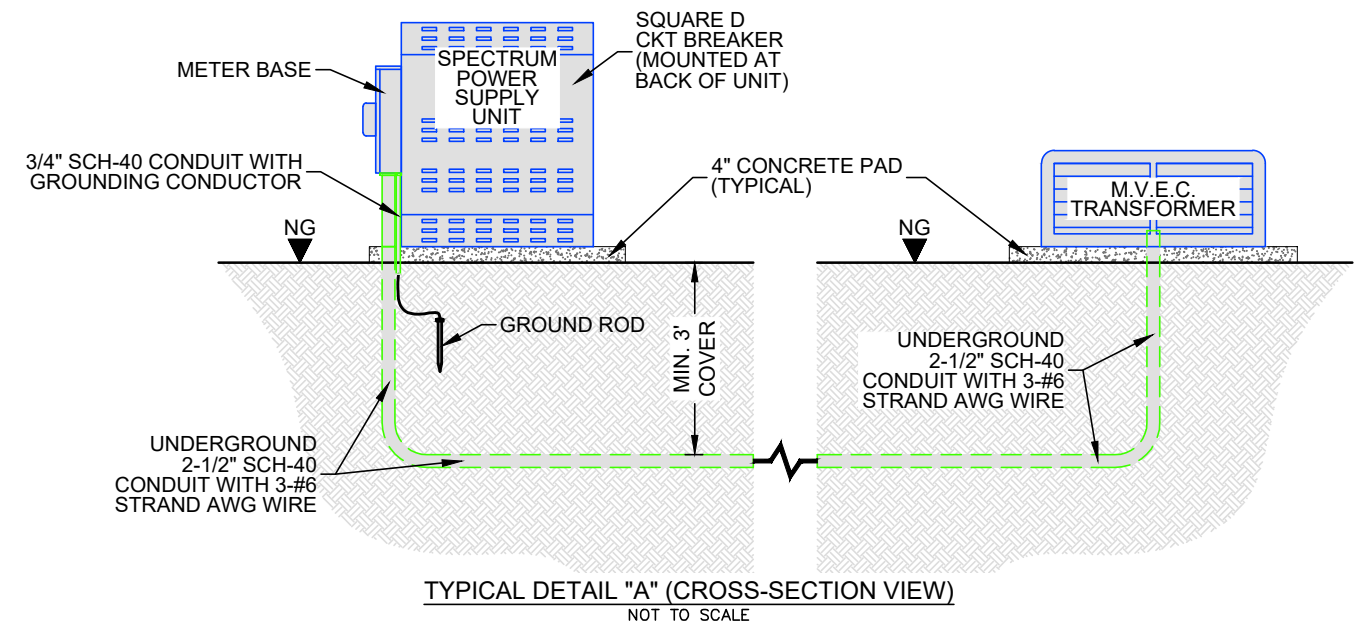 SQUARE D
CKT BREAKER
(MOUNTED AT
BACK OF UNIT)
METER BASE
SPECTRUM
POWER
SUPPLY
UNIT
3/4" SCH-40 CONDUIT WITH
GROUNDING CONDUCTOR
4" CONCRETE PAD
(TYPICAL)
M.V.E.C.
TRANSFORMER
NG
NG
GROUND ROD
MIN. 3'
COVER
UNDERGROUND
2-1/2" SCH-40
CONDUIT WITH 3-#6
STRAND AWG WIRE
UNDERGROUND
2-1/2" SCH-40
CONDUIT WITH 3-#6
STRAND AWG WIRE
TYPICAL DETAIL "A" (CROSS-SECTION VIEW)
NOT TO SCALE